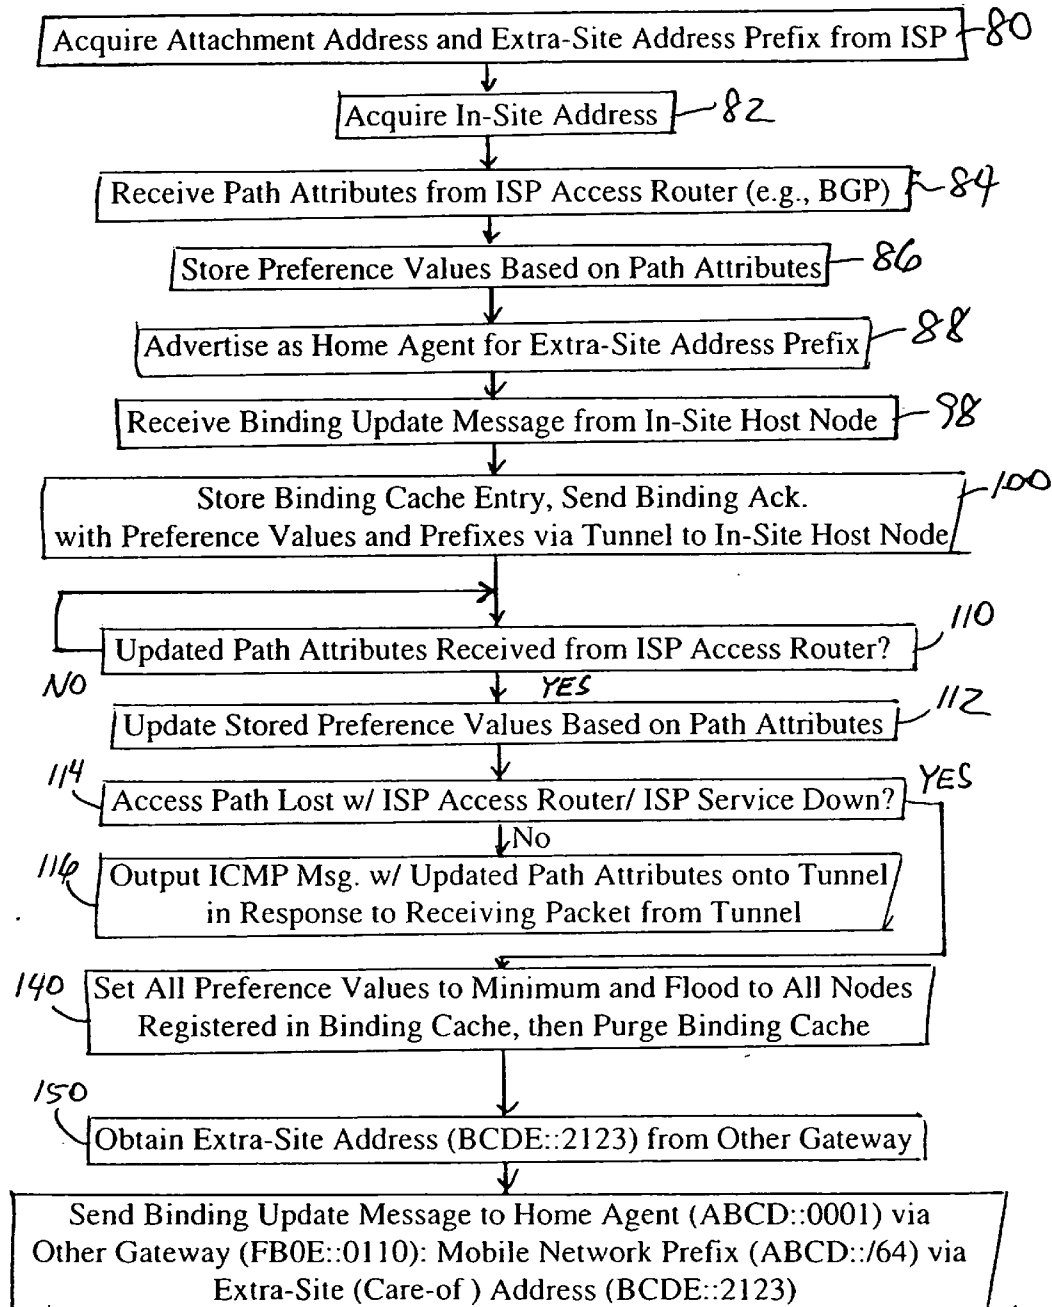 Acquire Attachment Address and Extra-Site Address Prefix from ISP 80
Acquire In-Site Address 82
Receive Path Attributes from ISP Access Router (e.g., BGP) 84
Store Preference Values Based on Path Attributes 86
Advertise as Home Agent for Extra-Site Address Prefix 88
Receive Binding Update Message from In-Site Host Node 98
Store Binding Cache Entry, Send Binding Ack. 100
with Preference Values and Prefixes via Tunnel to In-Site Host Node
110
Updated Path Attributes Received from ISP Access Router?
NO YES
Update Stored Preference Values Based on Path Attributes 112
114 YES
Access Path Lost w/ ISP Access Router/ ISP Service Down?
No
116 Output ICMP Msg. w/ Updated Path Attributes onto Tunnel
in Response to Receiving Packet from Tunnel
140 Set All Preference Values to Minimum and Flood to All Nodes
Registered in Binding Cache, then Purge Binding Cache
150
Obtain Extra-Site Address (BCDE::2123) from Other Gateway
Send Binding Update Message to Home Agent (ABCD::0001) via
Other Gateway (FB0E::0110): Mobile Network Prefix (ABCD::/64) via
Extra-Site (Care-of ) Address (BCDE::2123)